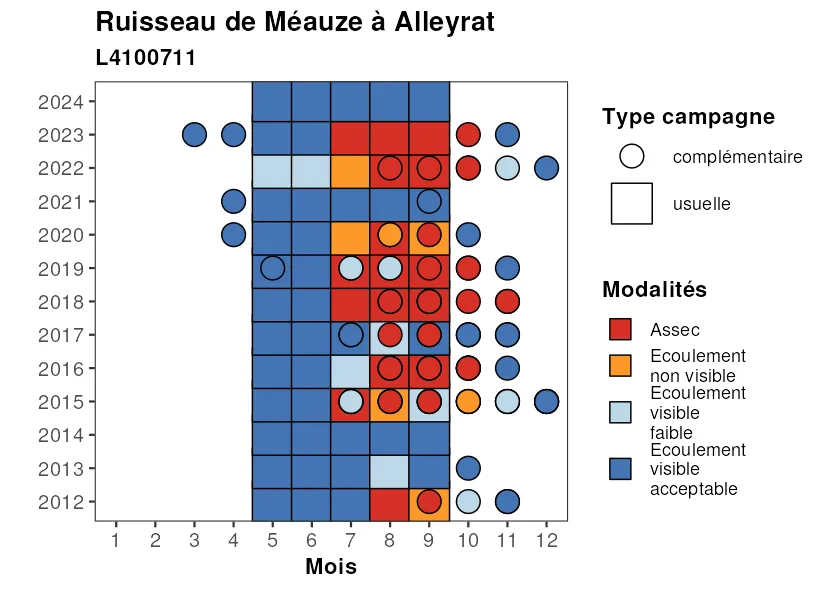 Ruisseau de Méauze à Alleyrat
L4100711
2024
2023
2022
2021
2020
2019
2018
2017
2016
2015
2014
2013
2012
1 2 3 4 5 6 7 8 9 10 11 12
Mois
Type campagne
complémentaire
usuelle
Modalités
Assec
Ecoulement
non visible
Ecoulement
visible
faible
Ecoulement
visible
acceptable